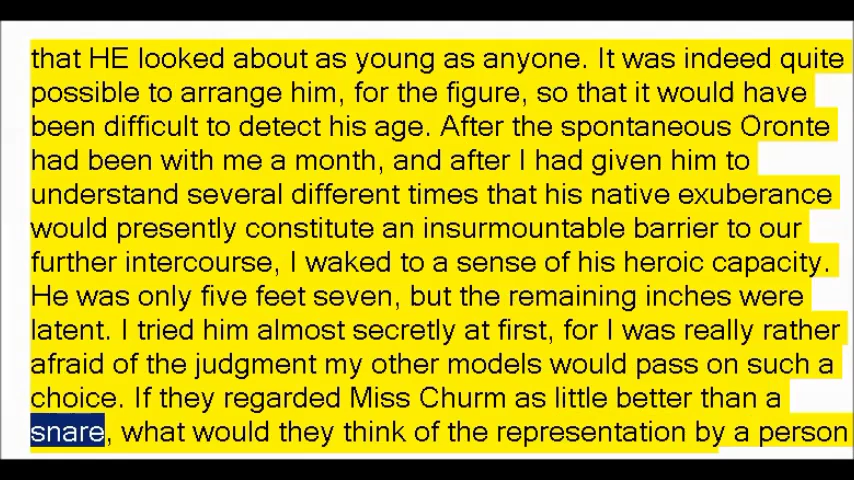 that HE looked about as young as anyone. It was indeed quite
possible to arrange him, for the figure, so that it would have
been difficult to detect his age. After the spontaneous Oronte
had been with me a month, and after I had given him to
understand several different times that his native exuberance
would presently constitute an insurmountable barrier to our
further intercourse, I waked to a sense of his heroic capacity.
He was only five feet seven, but the remaining inches were
latent. I tried him almost secretly at first, for I was really rather
afraid of the judgment my other models would pass on such a
choice. If they regarded Miss Churm as little better than a
snare, what would they think of the representation by a person